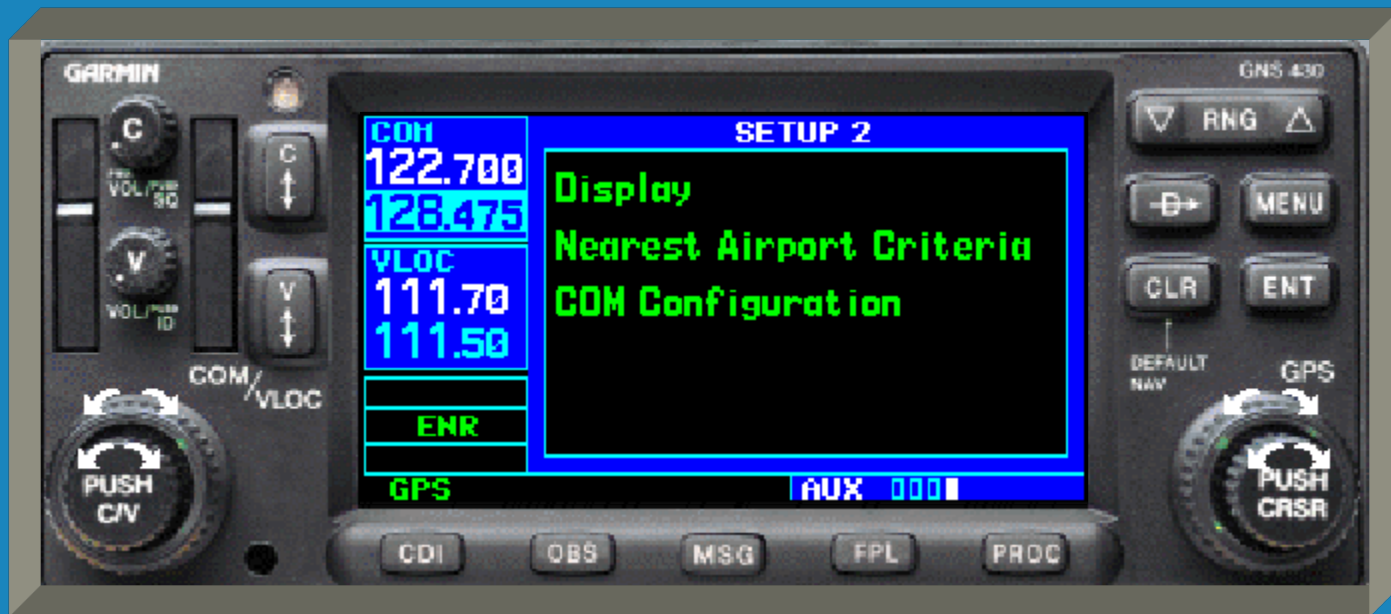 GARMIN
GNS 430
C
VOL/PUSH
SQ
V
VOL/PUSH
ID
C
V
COM/VLOC
PUSH
C/V
COM
122.700
128.475
VLOC
111.70
111.50
ENR
GPS
SETUP 2
Display
Nearest Airport Criteria
COM Configuration
AUX
RNG
D
MENU
CLR
ENT
DEFAULT
NAV
GPS
PUSH
CRSR
CDI
OBS
MSG
FPL
PROC